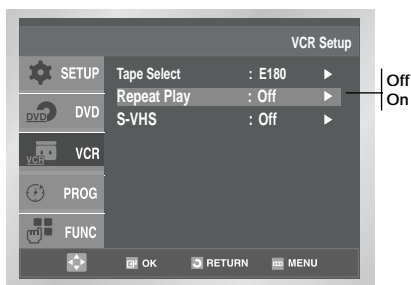 VCR Setup
SETUP
Tape Select : E180 ►
Repeat Play : Off ►
Off
On
DVD DVD
S-VHS : Off ►
VCR VCR
PROG
FUNC
OK RETURN MENU